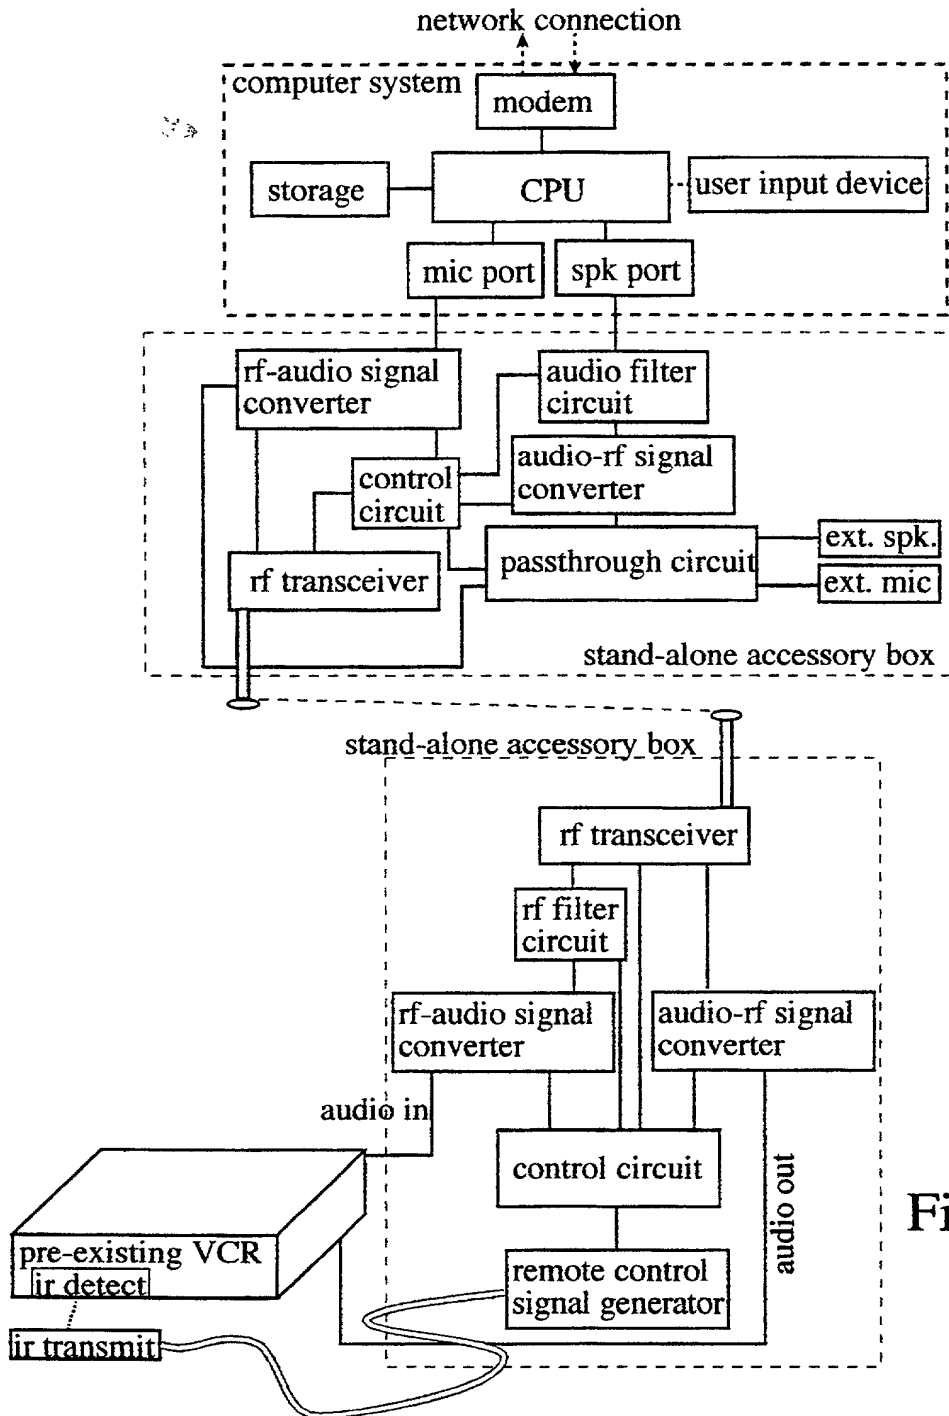 network connection
computer system
modem
storage
CPU
user input device
mic port
spk port
rf-audio signal
converter
audio filter
circuit
control
circuit
audio-rf signal
converter
rf transceiver
passthrough circuit
ext. spk.
ext. mic
stand-alone accessory box
stand-alone accessory box
rf transceiver
rf filter
circuit
rf-audio signal
converter
audio-rf signal
converter
audio in
control circuit
audio out
pre-existing VCR
ir detect
remote control
signal generator
ir transmit